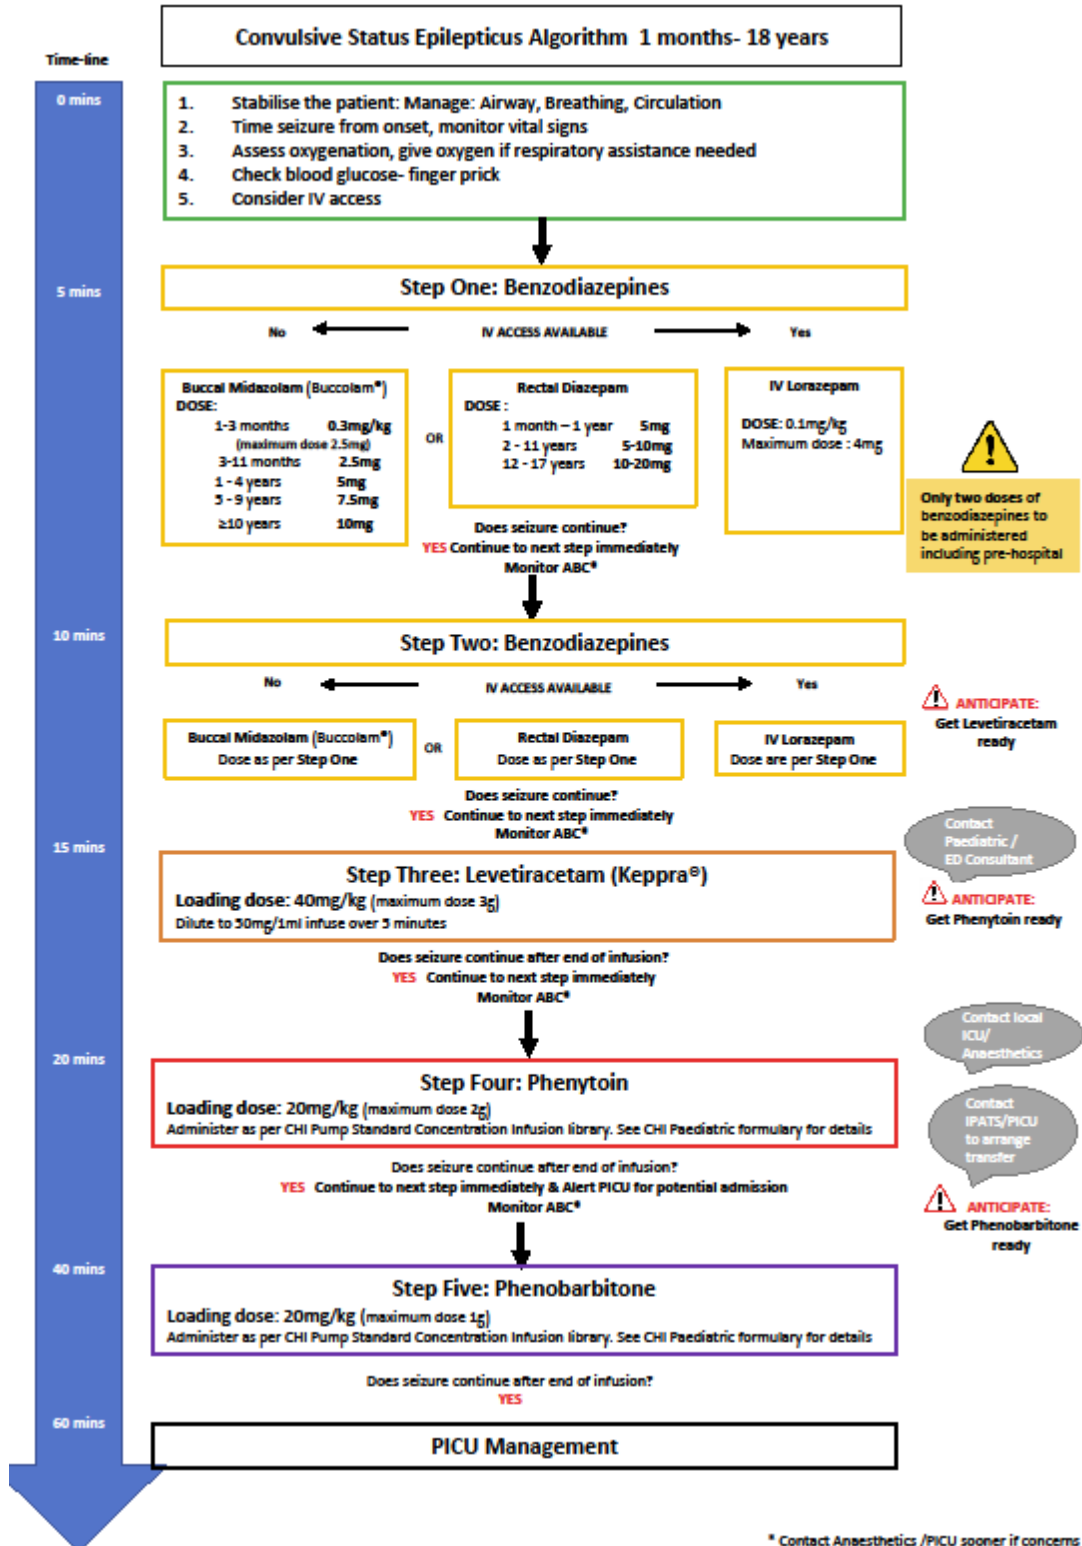 Convulsive Status Epilepticus Algorithm 1 months- 18 years
Time-line
0 mins
1. Stabilise the patient: Manage: Airway, Breathing, Circulation
2. Time seizure from onset, monitor vital signs
3. Assess oxygenation, give oxygen if respiratory assistance needed
4. Check blood glucose- finger prick
5. Consider IV access
5 mins
Step One: Benzodiazepines
No IV ACCESS AVAILABLE Yes
Buccal Midazolam (Buccolam®)
DOSE:
1-3 months 0.3mg/kg
(maximum dose 2.5mg)
3-11 months 2.5mg
1 - 4 years 5mg
5 - 9 years 7.5mg
≥10 years 10mg
OR
Rectal Diazepam
DOSE :
1 month – 1 year 5mg
2 - 11 years 5-10mg
12 - 17 years 10-20mg
IV Lorazepam
DOSE: 0.1mg/kg
Maximum dose : 4mg
Only two doses of
benzodiazepines to
be administered
including pre-hospital
Does seizure continue?
YES Continue to next step immediately
Monitor ABC*
10 mins
Step Two: Benzodiazepines
No IV ACCESS AVAILABLE Yes
Buccal Midazolam (Buccolam®)
Dose as per Step One
OR
Rectal Diazepam
Dose as per Step One
IV Lorazepam
Dose are per Step One
ANTICIPATE:
Get Levetiracetam
ready
Does seizure continue?
YES Continue to next step immediately
Monitor ABC*
15 mins
Contact
Paediatric /
ED Consultant
Step Three: Levetiracetam (Keppra®)
Loading dose: 40mg/kg (maximum dose 3g)
Dilute to 50mg/1ml infuse over 5 minutes
ANTICIPATE:
Get Phenytoin ready
Does seizure continue after end of infusion?
YES Continue to next step immediately
Monitor ABC*
Contact local
ICU/
Anaesthetics
20 mins
Step Four: Phenytoin
Loading dose: 20mg/kg (maximum dose 2g)
Administer as per CHI Pump Standard Concentration Infusion library. See CHI Paediatric formulary for details
Contact
IPATS/PICU
to arrange
transfer
Does seizure continue after end of infusion?
YES Continue to next step immediately & Alert PICU for potential admission
Monitor ABC*
ANTICIPATE:
Get Phenobarbitone
ready
40 mins
Step Five: Phenobarbitone
Loading dose: 20mg/kg (maximum dose 1g)
Administer as per CHI Pump Standard Concentration Infusion library. See CHI Paediatric formulary for details
Does seizure continue after end of infusion?
YES
60 mins
PICU Management
* Contact Anaesthetics /PICU sooner if concerns